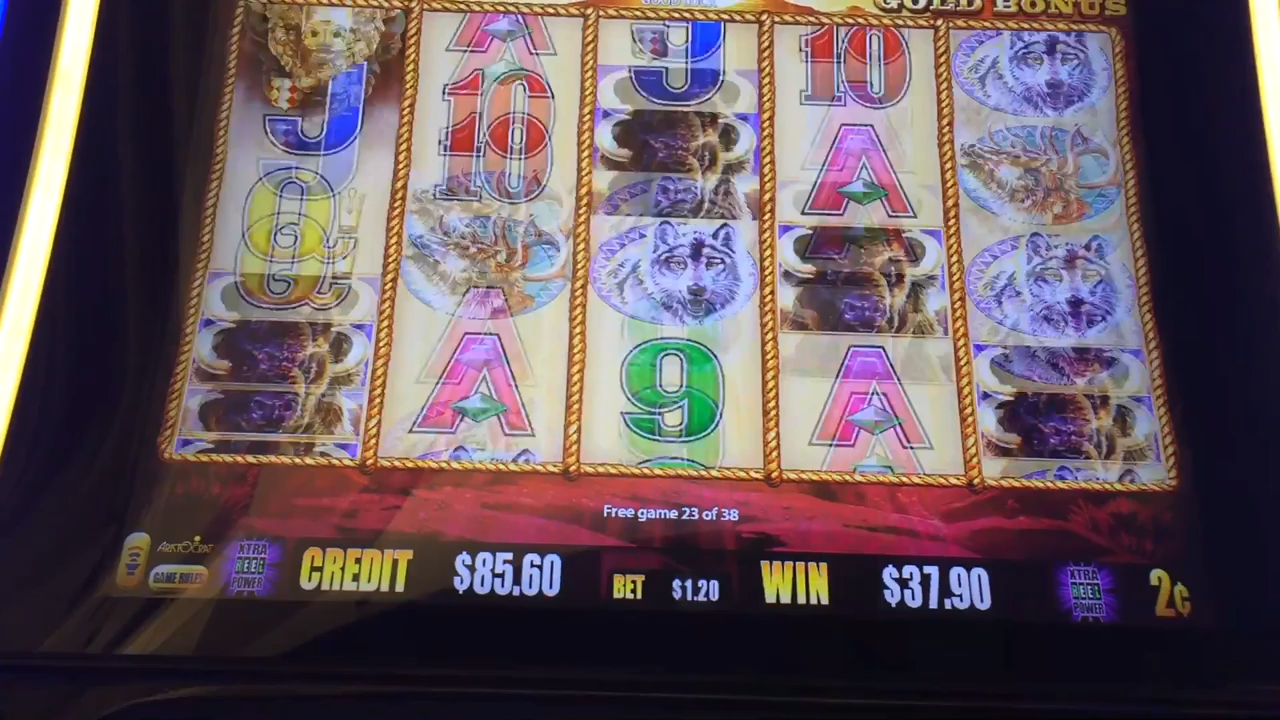 GOLD BONUS
J
Q
Q
A
10
10
A
J
9
10
A
A
Free game 23 of 38
ARISTOCRAT
GAME RULES
XTRA
REEL
POWER
CREDIT
$85.60
BET
$1.20
WIN
$37.90
XTRA
REEL
POWER
2¢